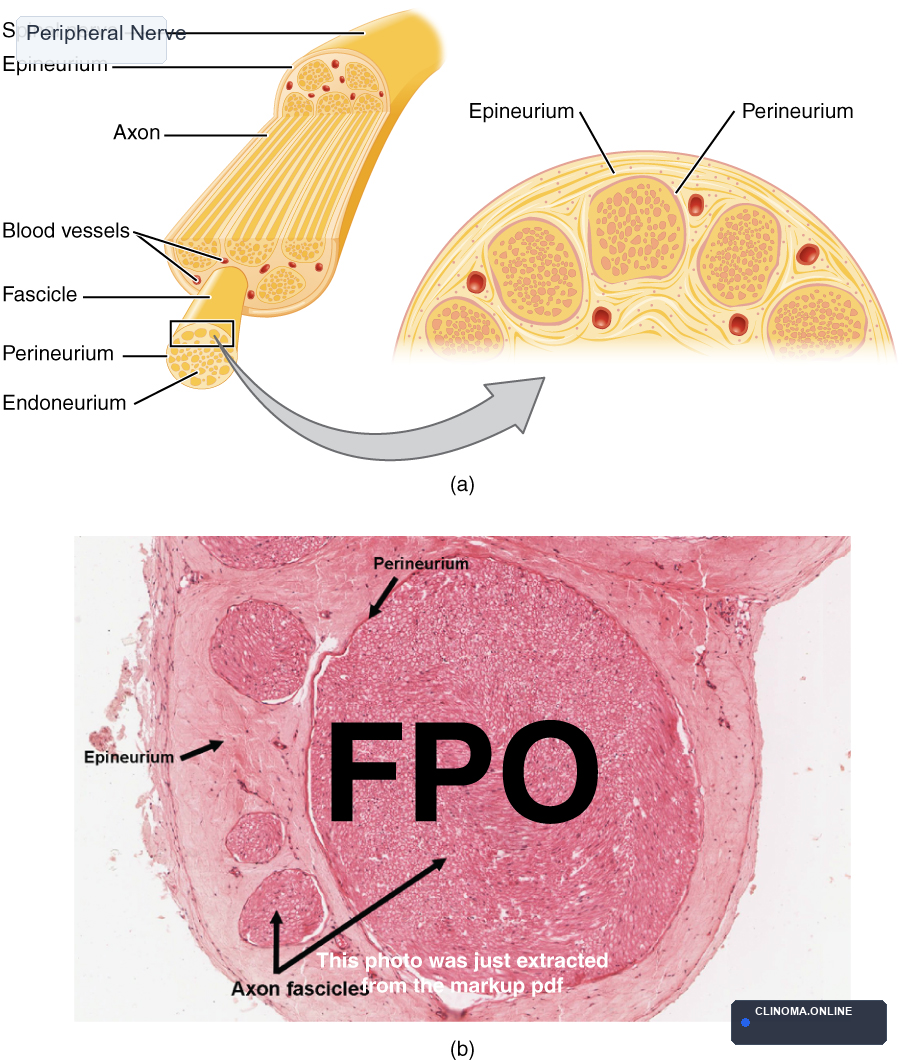 Peripheral Nerve
Epineurium
Axon
Blood vessels
Fascicle
Perineurium
Endoneurium
Epineurium
Perineurium
(a)
Perineurium
Epineurium
FPO
Axon fascicles
This photo was just extracted
from the markup pdf
CLINOMA.ONLINE
(b)